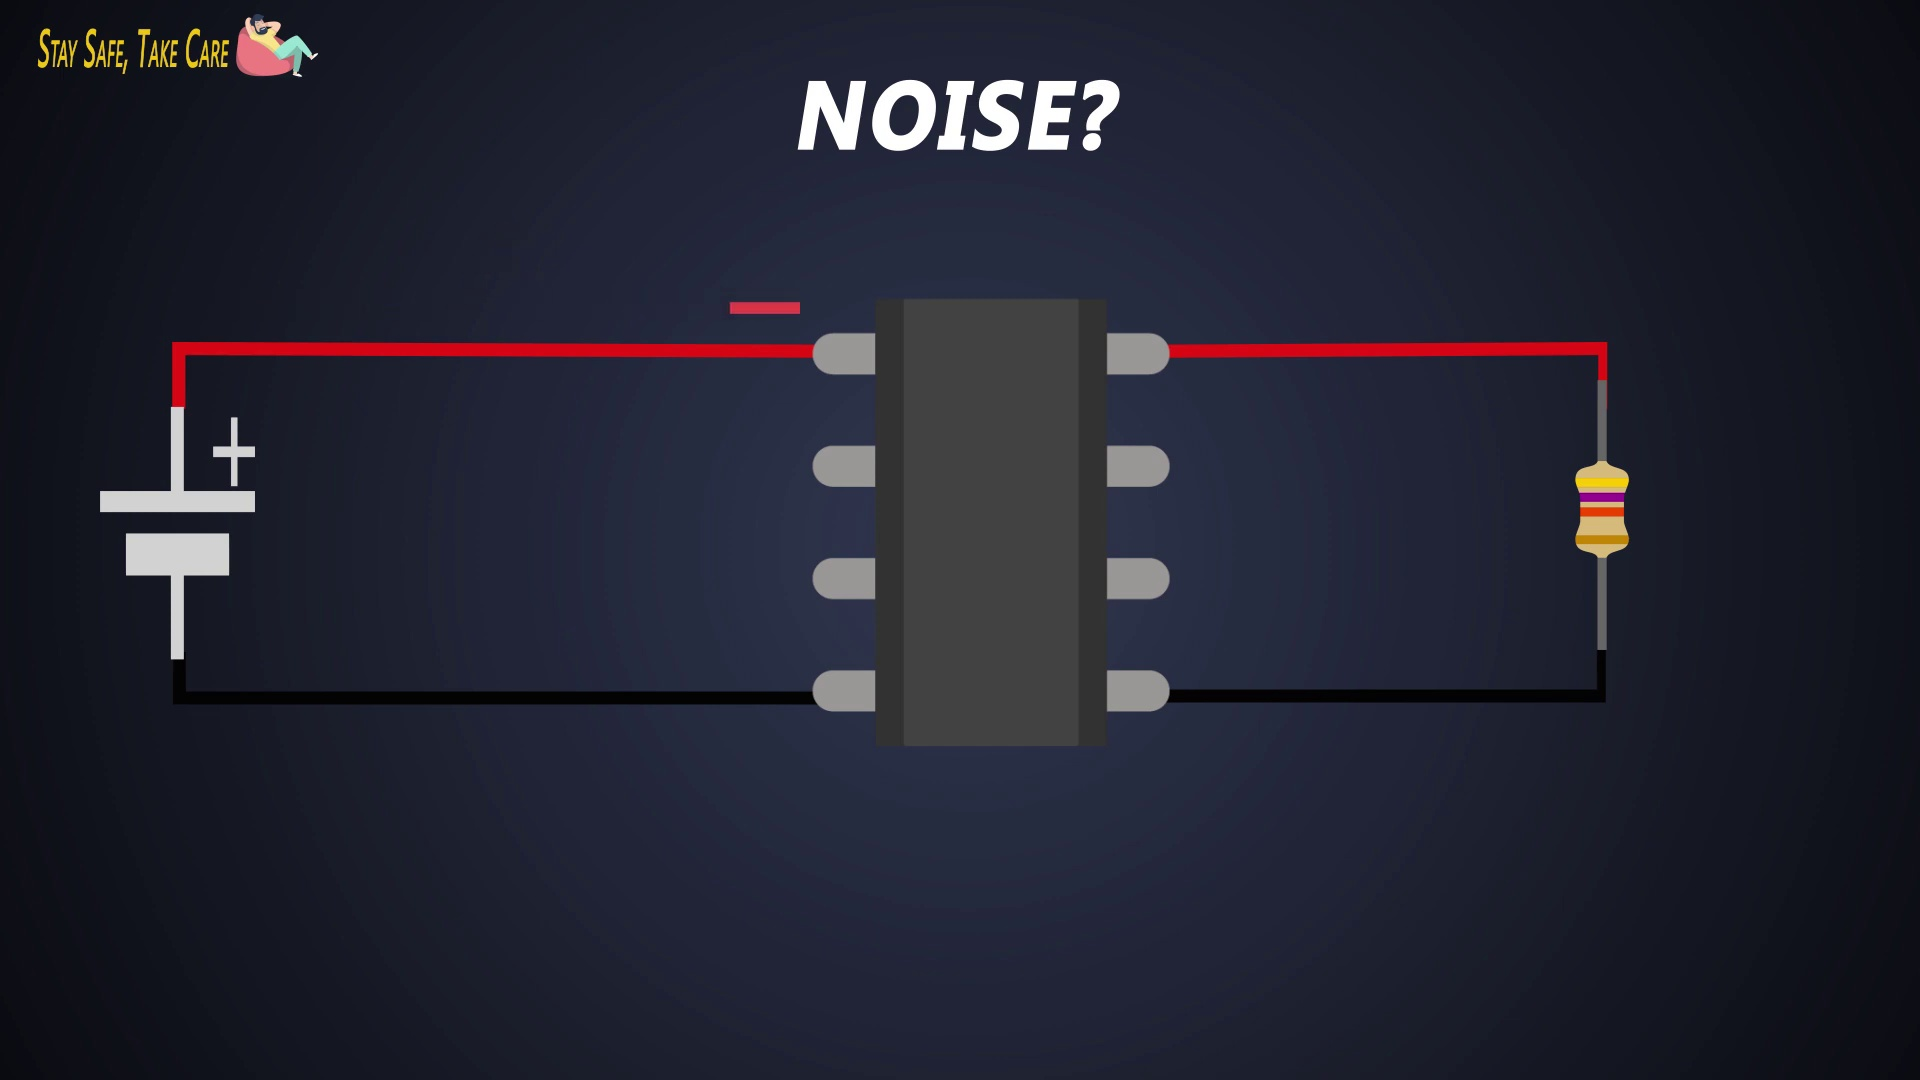 Stay Safe, Take Care
NOISE?
+